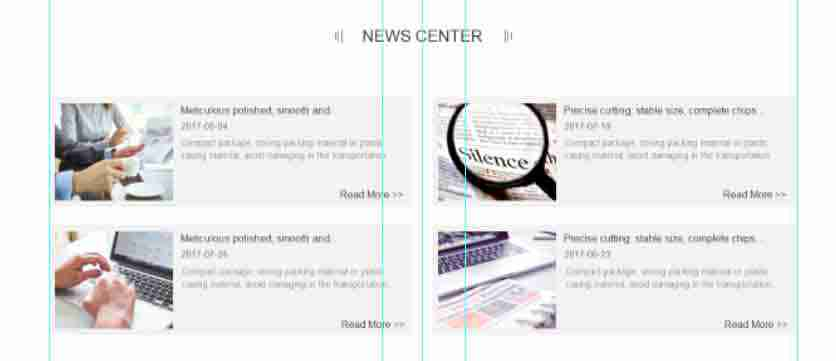 NEWS CENTER
Meticulous polished, smooth and...
2017-08-04
Compact package, strong packing material or plastic
casing material, avoid damaging in the transportation...
Read More >>
Silence
Precise cutting: stable size, complete chips...
2017-07-19
Compact package, strong packing material or plastic
casing material, avoid damaging in the transportation...
Read More >>
Meticulous polished, smooth and...
2017-07-26
Compact package, strong packing material or plastic
casing material, avoid damaging in the transportation...
Read More >>
Precise cutting: stable size, complete chips...
2017-06-23
Compact package, strong packing material or plastic
casing material, avoid damaging in the transportation...
Read More >>